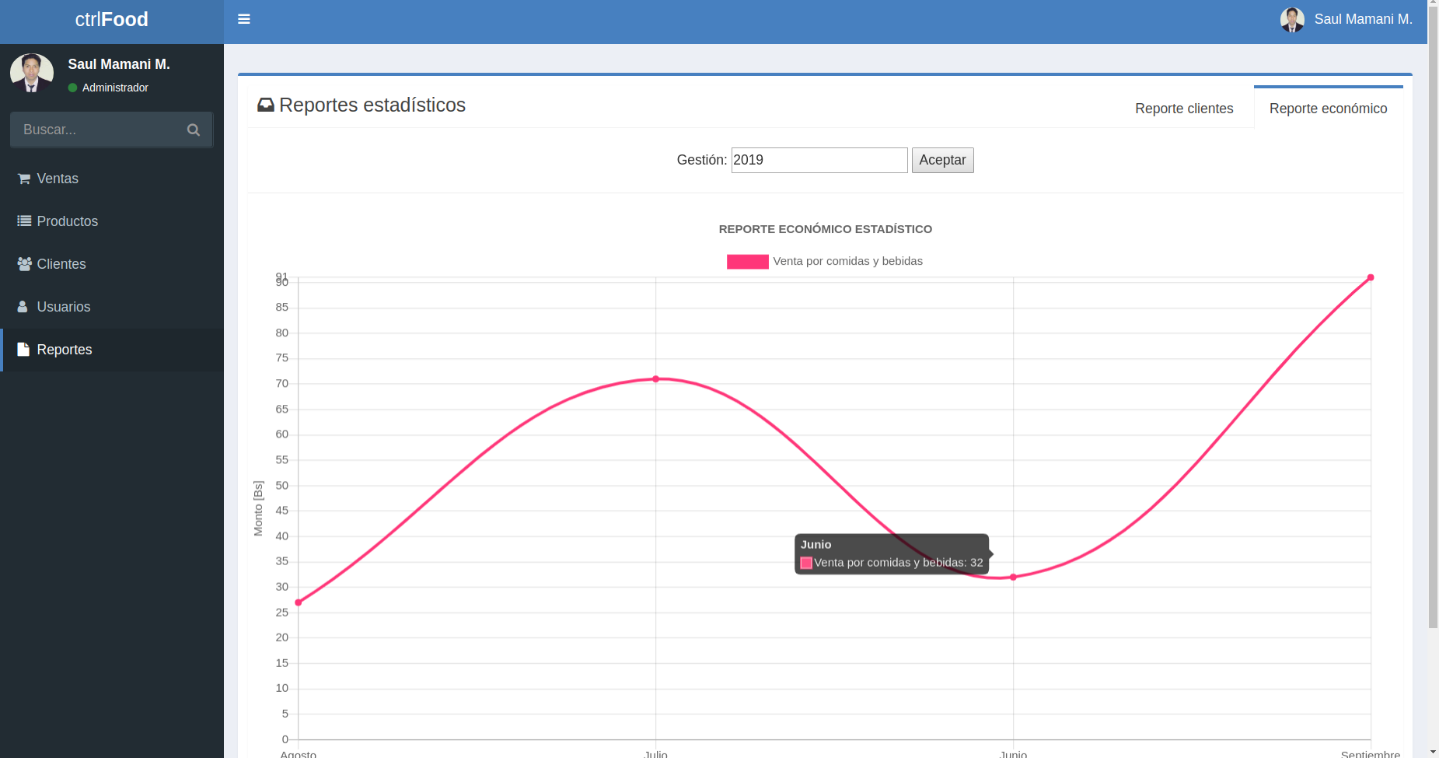 ctrlFood
Saul Mamani M.
Saul Mamani M.
Administrador
Buscar...
Ventas
Productos
Clientes
Usuarios
Reportes
Reportes estadísticos
Reporte clientes
Reporte económico
Gestión: 2019 Aceptar
REPORTE ECONÓMICO ESTADÍSTICO
Venta por comidas y bebidas
91
90
85
80
75
70
65
60
55
50
45
40
35
30
25
20
15
10
5
0
Monto [Bs]
Junio
Venta por comidas y bebidas: 32
Agosto
Julio
Junio
Septiembre